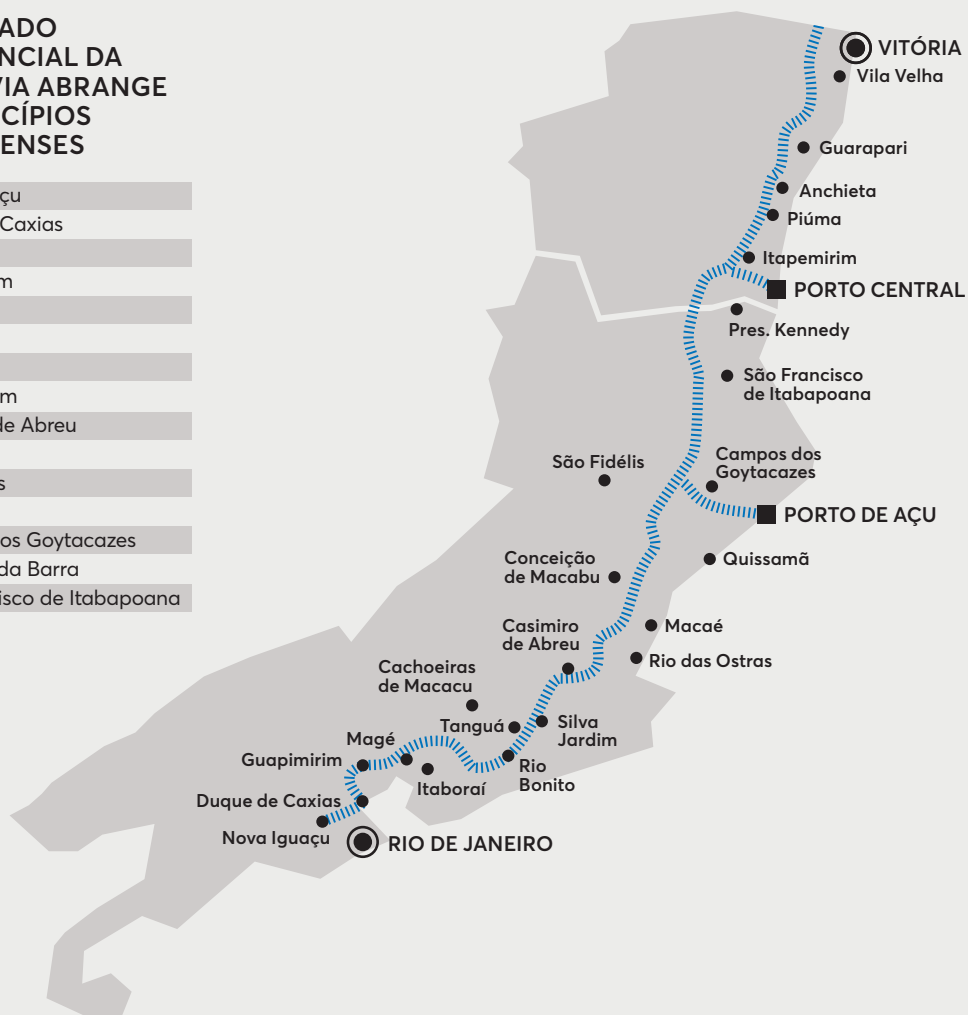 ADO
NCIAL DA
VIA ABRANGE
CÍPIOS
ENSES
çu
Caxias
m
m
de Abreu
s
os Goytacazes
da Barra
isco de Itabapoana
VITÓRIA
Vila Velha
Guarapari
Anchieta
Piúma
Itapemirim
PORTO CENTRAL
Pres. Kennedy
São Francisco
de Itabapoana
Campos dos
Goytacazes
São Fidélis
PORTO DE AÇU
Quissamã
Conceição
de Macabu
Macaé
Casimiro
de Abreu
Rio das Ostras
Cachoeiras
de Macacu
Tanguá
Silva
Jardim
Magé
Guapimirim
Rio
Bonito
Itaboraí
Duque de Caxias
Nova Iguaçu
RIO DE JANEIRO